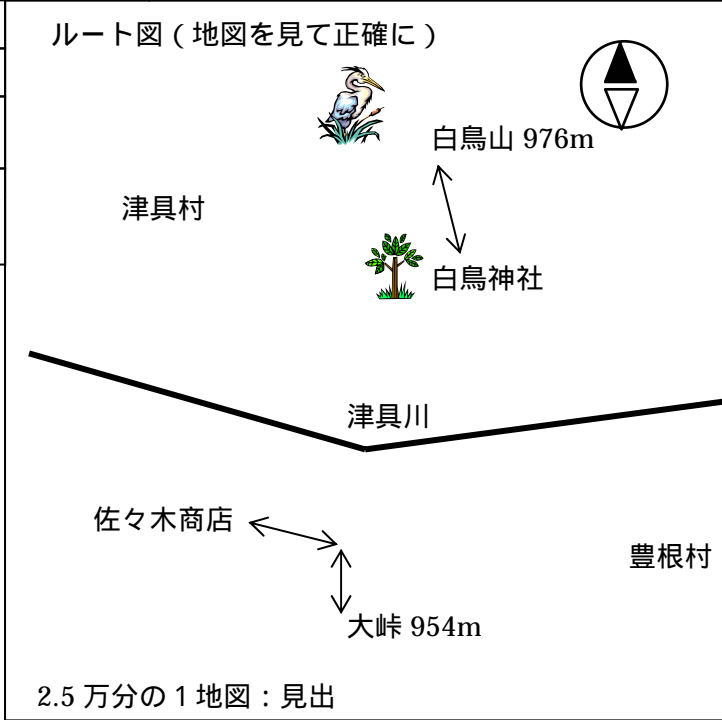 ルート図(地図を見て正確に)
白鳥山 976m
津具村
白鳥神社
津具川
佐々木商店
豊根村
大峠 954m
2.5 万分の1地図:見出